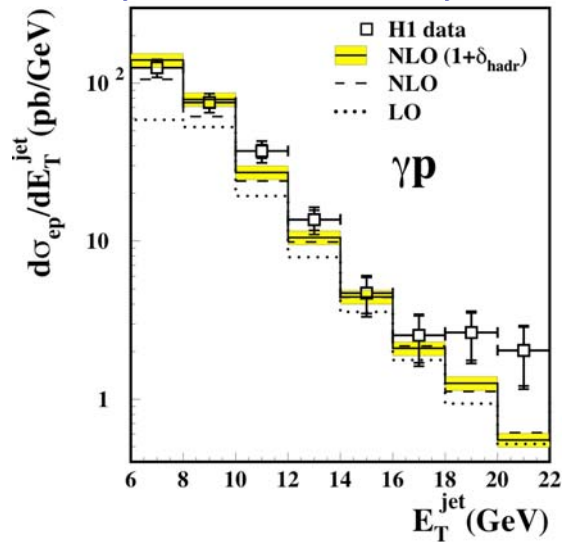 H1 data
NLO (1+δhadr)
NLO
LO
γp
dσep/dETjet (pb/GeV)
10²
10
1
6 8 10 12 14 16 18 20 22
ETjet (GeV)